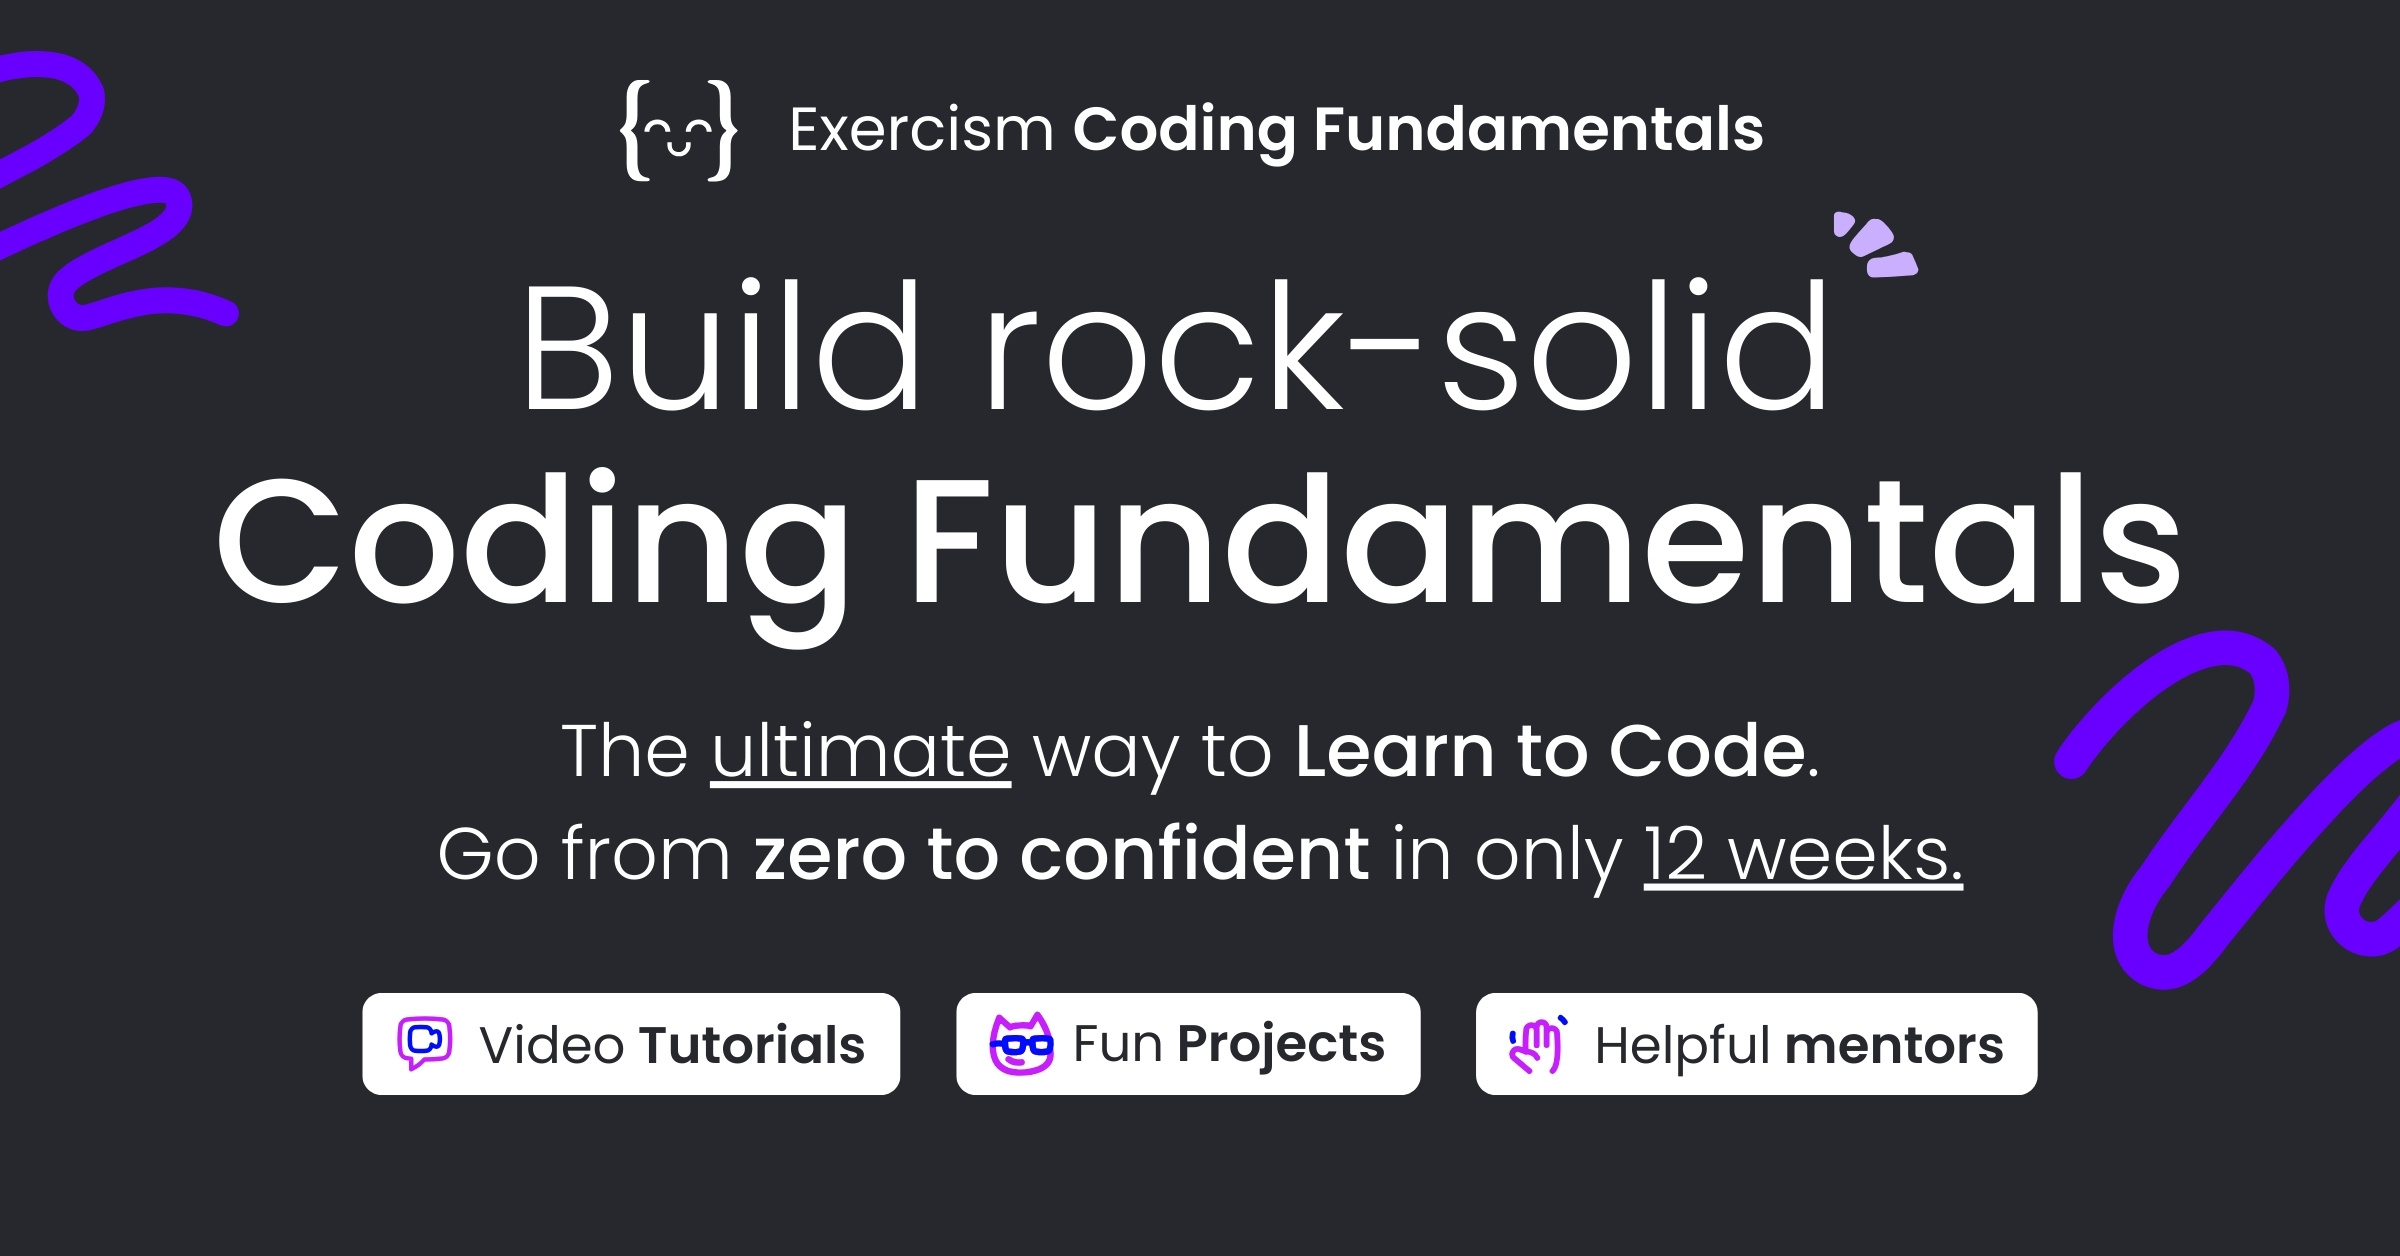 Exercism Coding Fundamentals
Build rock-solid
Coding Fundamentals
The ultimate way to Learn to Code.
Go from zero to confident in only 12 weeks.
Video Tutorials
Fun Projects
Helpful mentors